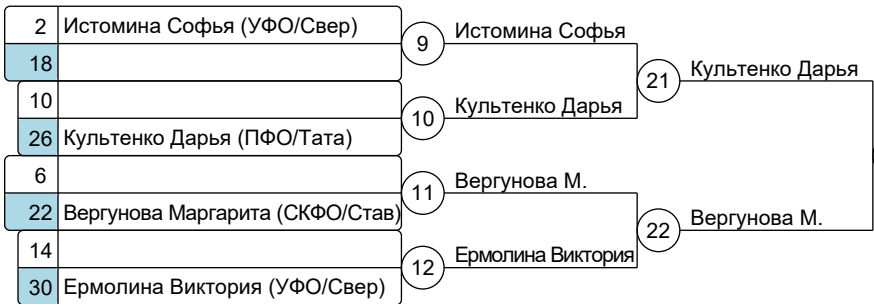 2 Истомина Софья (УФО/Свер)
18
9 Истомина Софья
10
26 Культенко Дарья (ПФО/Тата)
10 Культенко Дарья
21 Культенко Дарья
6
22 Вергунова Маргарита (СКФО/Став)
11 Вергунова М.
14
30 Ермолина Виктория (УФО/Свер)
12 Ермолина Виктория
22 Вергунова М.